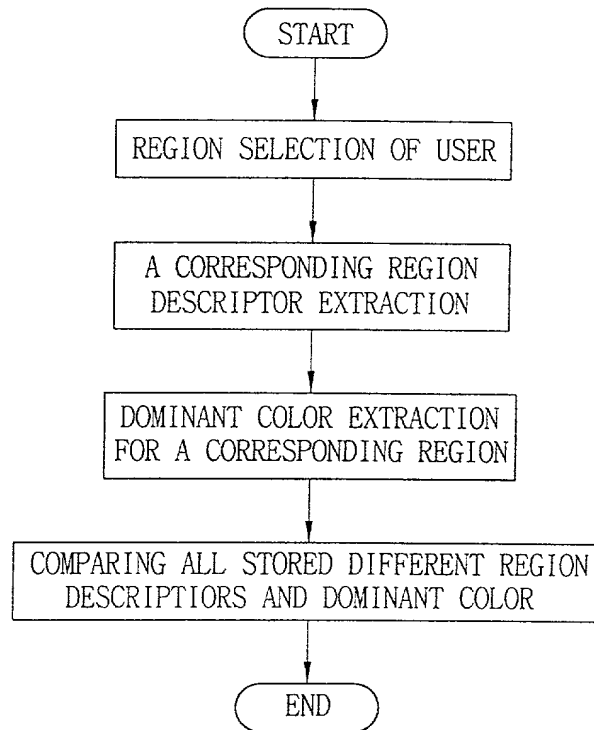 START
REGION SELECTION OF USER
A CORRESPONDING REGION
DESCRIPTOR EXTRACTION
DOMINANT COLOR EXTRACTION
FOR A CORRESPONDING REGION
COMPARING ALL STORED DIFFERENT REGION
DESCRIPTIORS AND DOMINANT COLOR
END